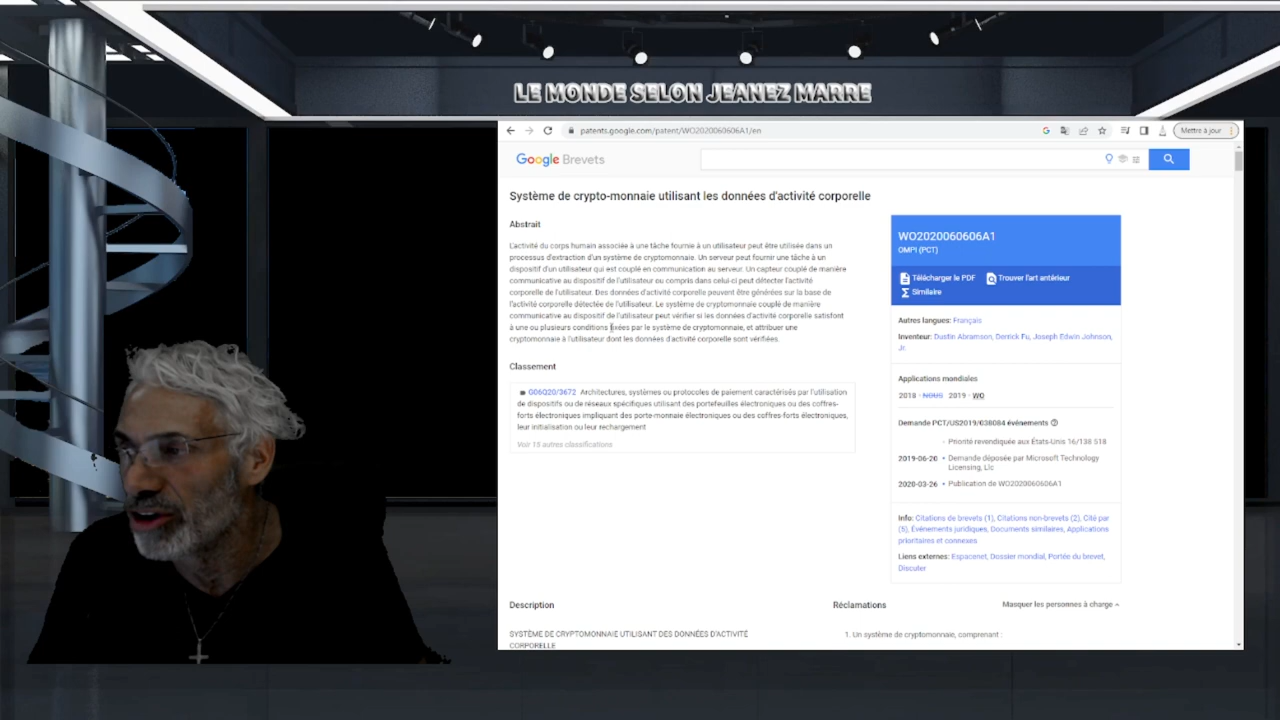 LE MONDE SELON JEANEZ MARRE
patents.google.com/patent/WO2020060606A1/en
Mettre à jour
Google Brevets
Système de crypto-monnaie utilisant les données d'activité corporelle
Abstrait
L'activité du corps humain associée à une tâche fournie à un utilisateur peut être utilisée dans un
processus d'extraction d'un système de cryptomonnaie. Un serveur peut fournir une tâche à un
dispositif d'un utilisateur qui est couplé en communication au serveur. Un capteur couplé de manière
communicative au dispositif de l'utilisateur ou compris dans celui-ci peut détecter l'activité
corporelle de l'utilisateur. Des données d'activité corporelle peuvent être générées sur la base de
l'activité corporelle détectée de l'utilisateur. Le système de cryptomonnaie couplé de manière
communicative au dispositif de l'utilisateur peut vérifier si les données d'activité corporelle satisfont
à une ou plusieurs conditions fixées par le système de cryptomonnaie, et attribuer une
cryptomonnaie à l'utilisateur dont les données d'activité corporelle sont vérifiées.
Classement
G06Q20/3672 Architectures, systèmes ou protocoles de paiement caractérisés par l'utilisation
de dispositifs ou de réseaux spécifiques utilisant des portefeuilles électroniques ou des coffres-
forts électroniques impliquant des porte-monnaie électroniques ou des coffres-forts électroniques,
leur initialisation ou leur rechargement
Voir 15 autres classifications
WO2020060606A1
OMPI (PCT)
Télécharger le PDF Trouver l'art antérieur
Similaire
Autres langues: Français
Inventeur: Dustin Abramson, Derrick Fu, Joseph Edwin Johnson,
Jr.
Applications mondiales
2018 - NOUS 2019 - WO
Demande PCT/US2019/038084 événements
• Priorité revendiquée aux États-Unis 16/138 518
2019-06-20 • Demande déposée par Microsoft Technology
Licensing, Llc
2020-03-26 • Publication de WO2020060606A1
Info: Citations de brevets (1), Citations non-brevets (2), Cité par
(5), Événements juridiques, Documents similaires, Applications
prioritaires et connexes
Liens externes: Espacenet, Dossier mondial, Portée du brevet,
Discuter
Description
SYSTÈME DE CRYPTOMONNAIE UTILISANT DES DONNÉES D'ACTIVITÉ
CORPORELLE
Réclamations
Masquer les personnes à charge
1. Un système de cryptomonnaie, comprenant :